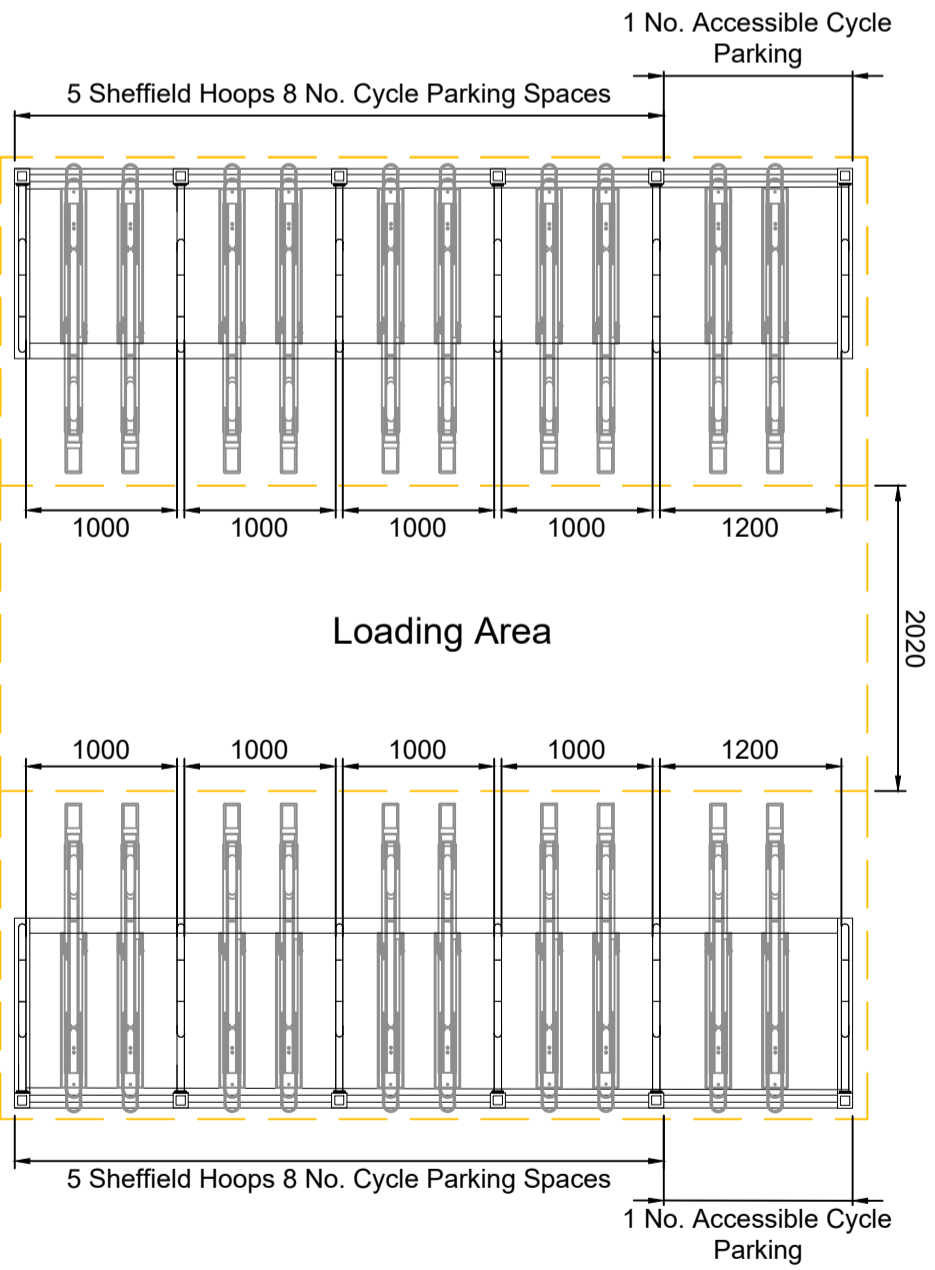 1 No. Accessible Cycle
Parking
5 Sheffield Hoops 8 No. Cycle Parking Spaces
1000
1000
1000
1000
1200
Loading Area
2020
1000
1000
1000
1000
1200
5 Sheffield Hoops 8 No. Cycle Parking Spaces
1 No. Accessible Cycle
Parking